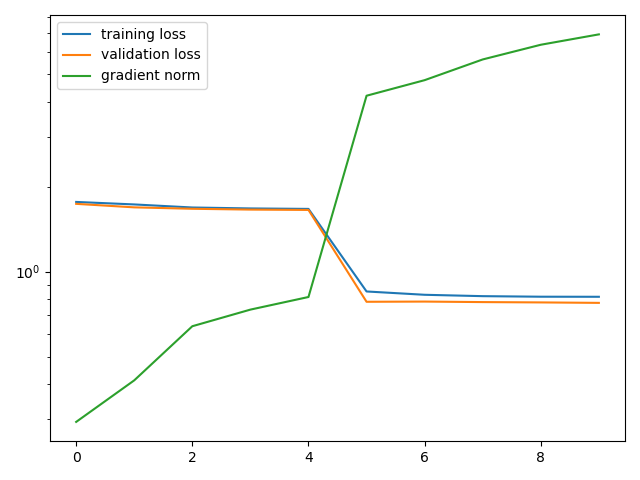 training loss
validation loss
gradient norm
10⁰
0 2 4 6 8